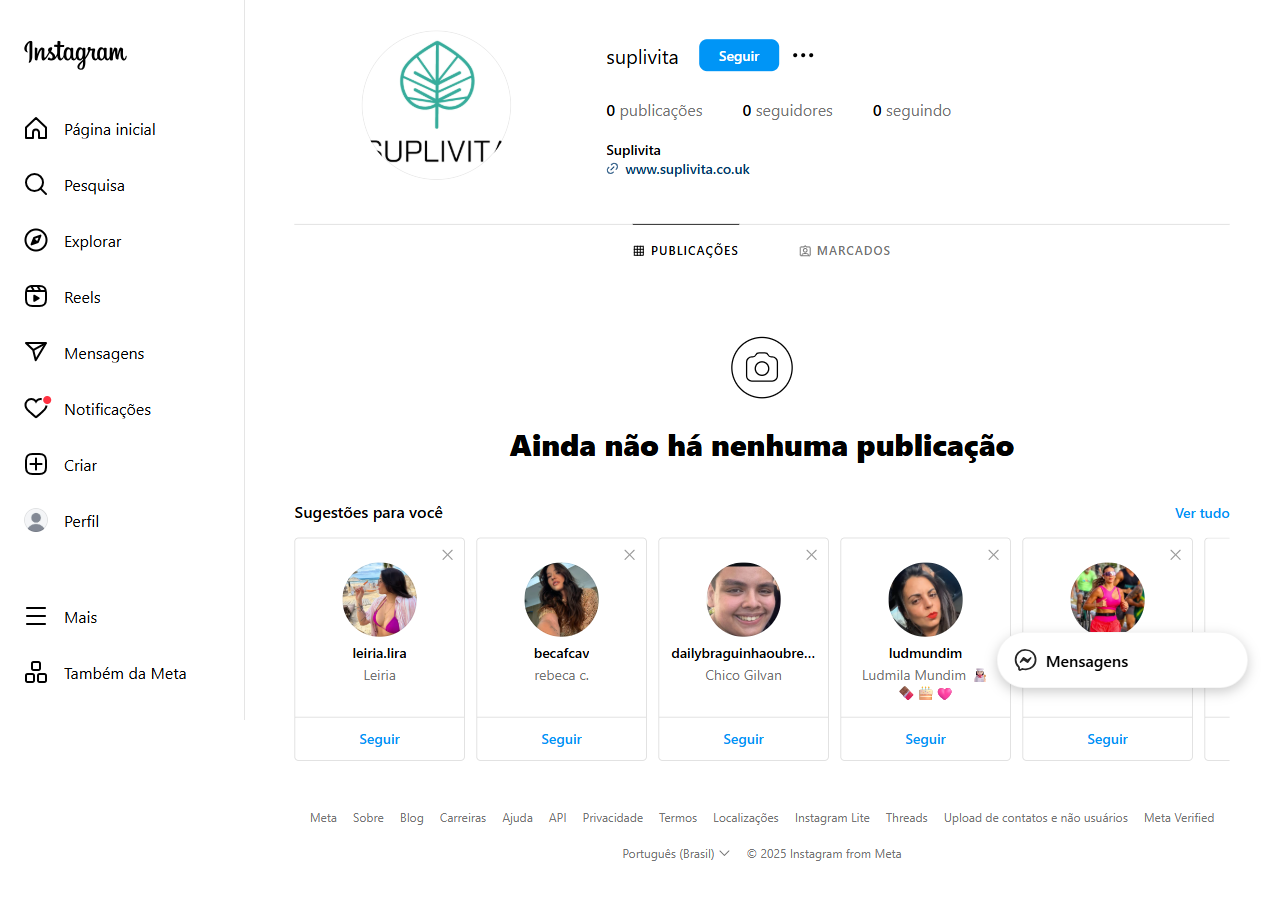 Instagram
Página inicial
Pesquisa
Explorar
Reels
Mensagens
Notificações
Criar
Perfil
Mais
Também da Meta
SUPLIVITA
suplivita
Seguir
0 publicações
0 seguidores
0 seguindo
Suplivita
www.suplivita.co.uk
PUBLICAÇÕES
MARCADOS
Ainda não há nenhuma publicação
Sugestões para você
Ver tudo
leiria.lira
Leiria
Seguir
becafcav
rebeca c.
Seguir
dailybraguinhaoubre...
Chico Gilvan
Seguir
ludmundim
Ludmila Mundim 👰🏻
🍫🎂💖
Seguir
Seguir
Mensagens
Meta Sobre Blog Carreiras Ajuda API Privacidade Termos Localizações Instagram Lite Threads Upload de contatos e não usuários Meta Verified
Português (Brasil) © 2025 Instagram from Meta